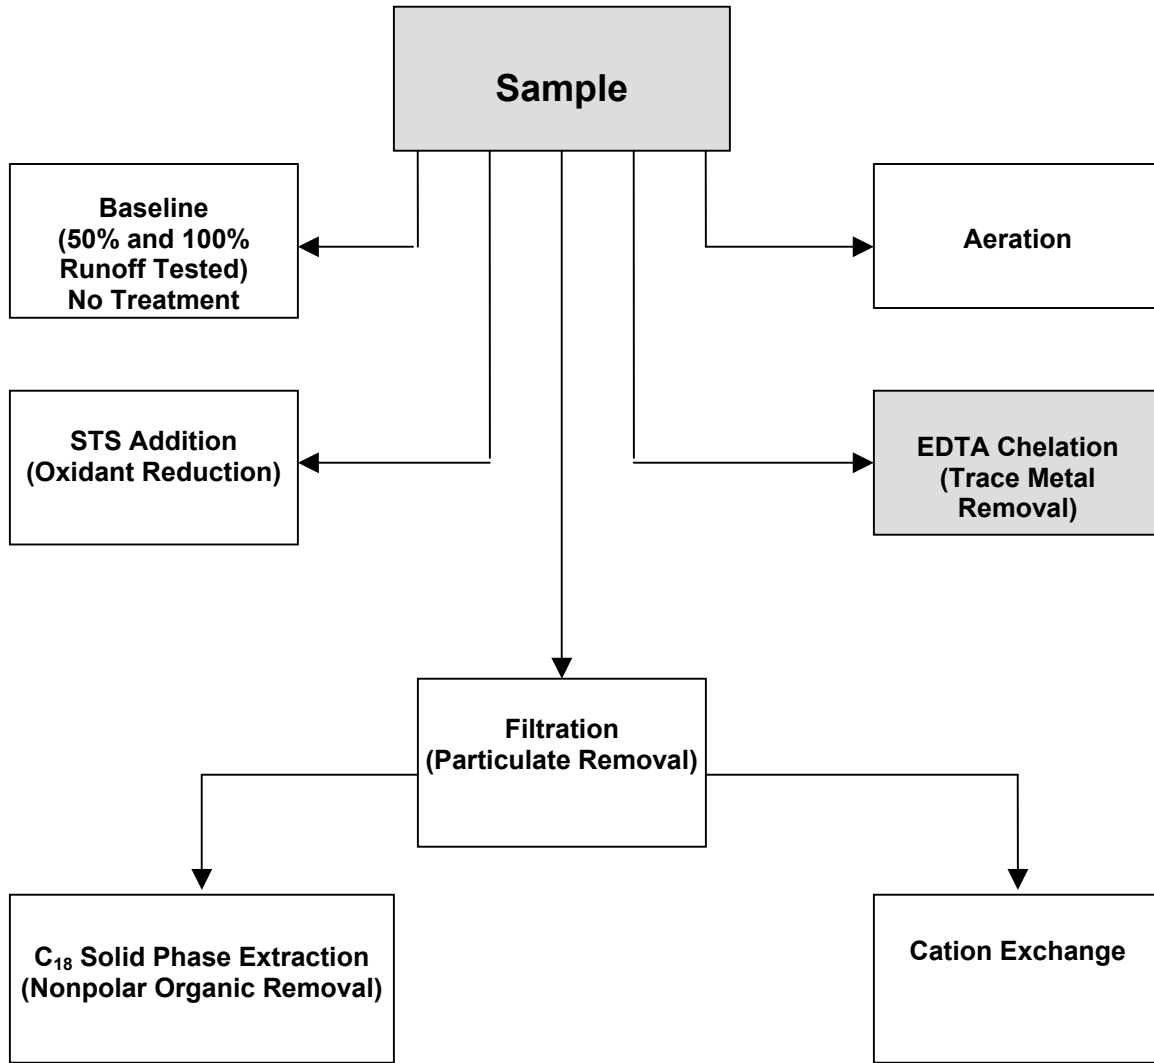 Sample
Baseline
(50% and 100%
Runoff Tested)
No Treatment
Aeration
STS Addition
(Oxidant Reduction)
EDTA Chelation
(Trace Metal
Removal)
Filtration
(Particulate Removal)
C₁₈ Solid Phase Extraction
(Nonpolar Organic Removal)
Cation Exchange